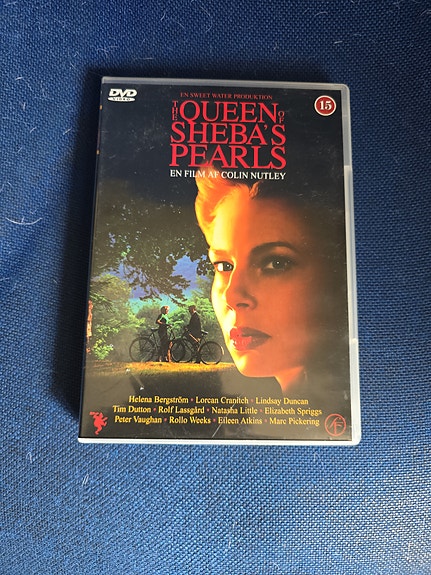 DVD
VIDEO
EN SWEET WATER PRODUKTION
15
THE QUEEN OF
SHEBA'S
PEARLS
EN FILM AF COLIN NUTLEY
Helena Bergström • Lorcan Cranitch • Lindsay Duncan
Tim Dutton • Rolf Lassgård • Natasha Little • Elizabeth Spriggs
Peter Vaughan • Rollo Weeks • Eileen Atkins • Marc Pickering
SF